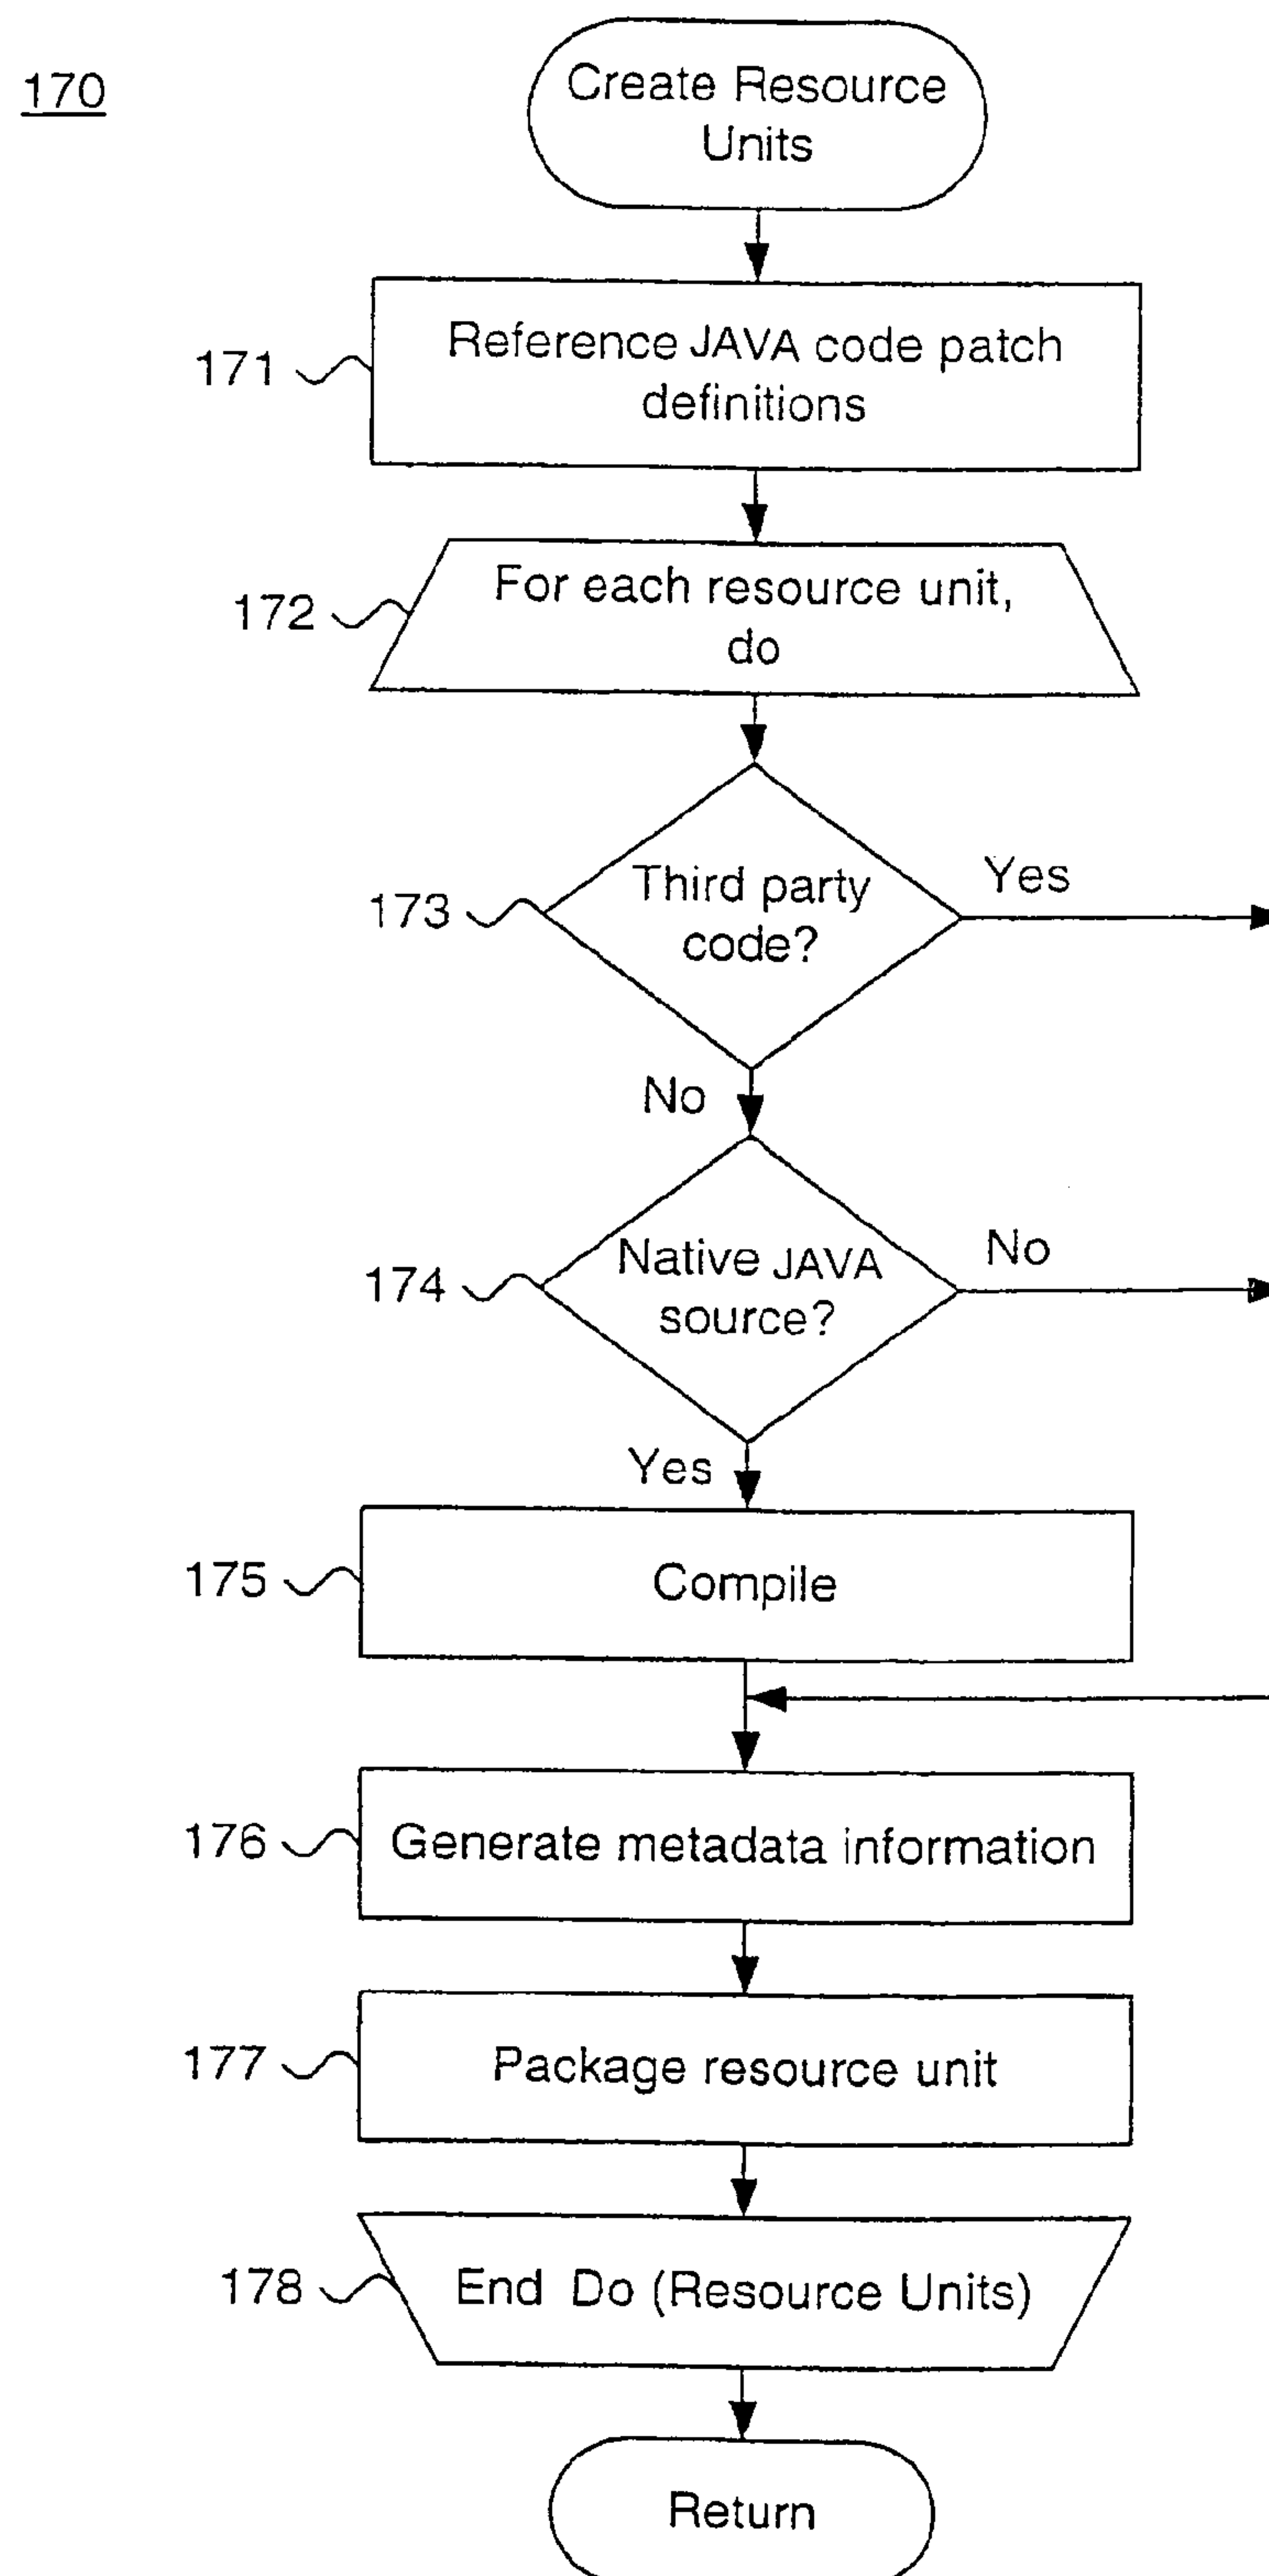 170
Create Resource
Units
171
Reference JAVA code patch
definitions
172
For each resource unit,
do
173
Third party
code?
Yes
No
174
Native JAVA
source?
No
Yes
175
Compile
176
Generate metadata information
177
Package resource unit
178
End Do (Resource Units)
Return